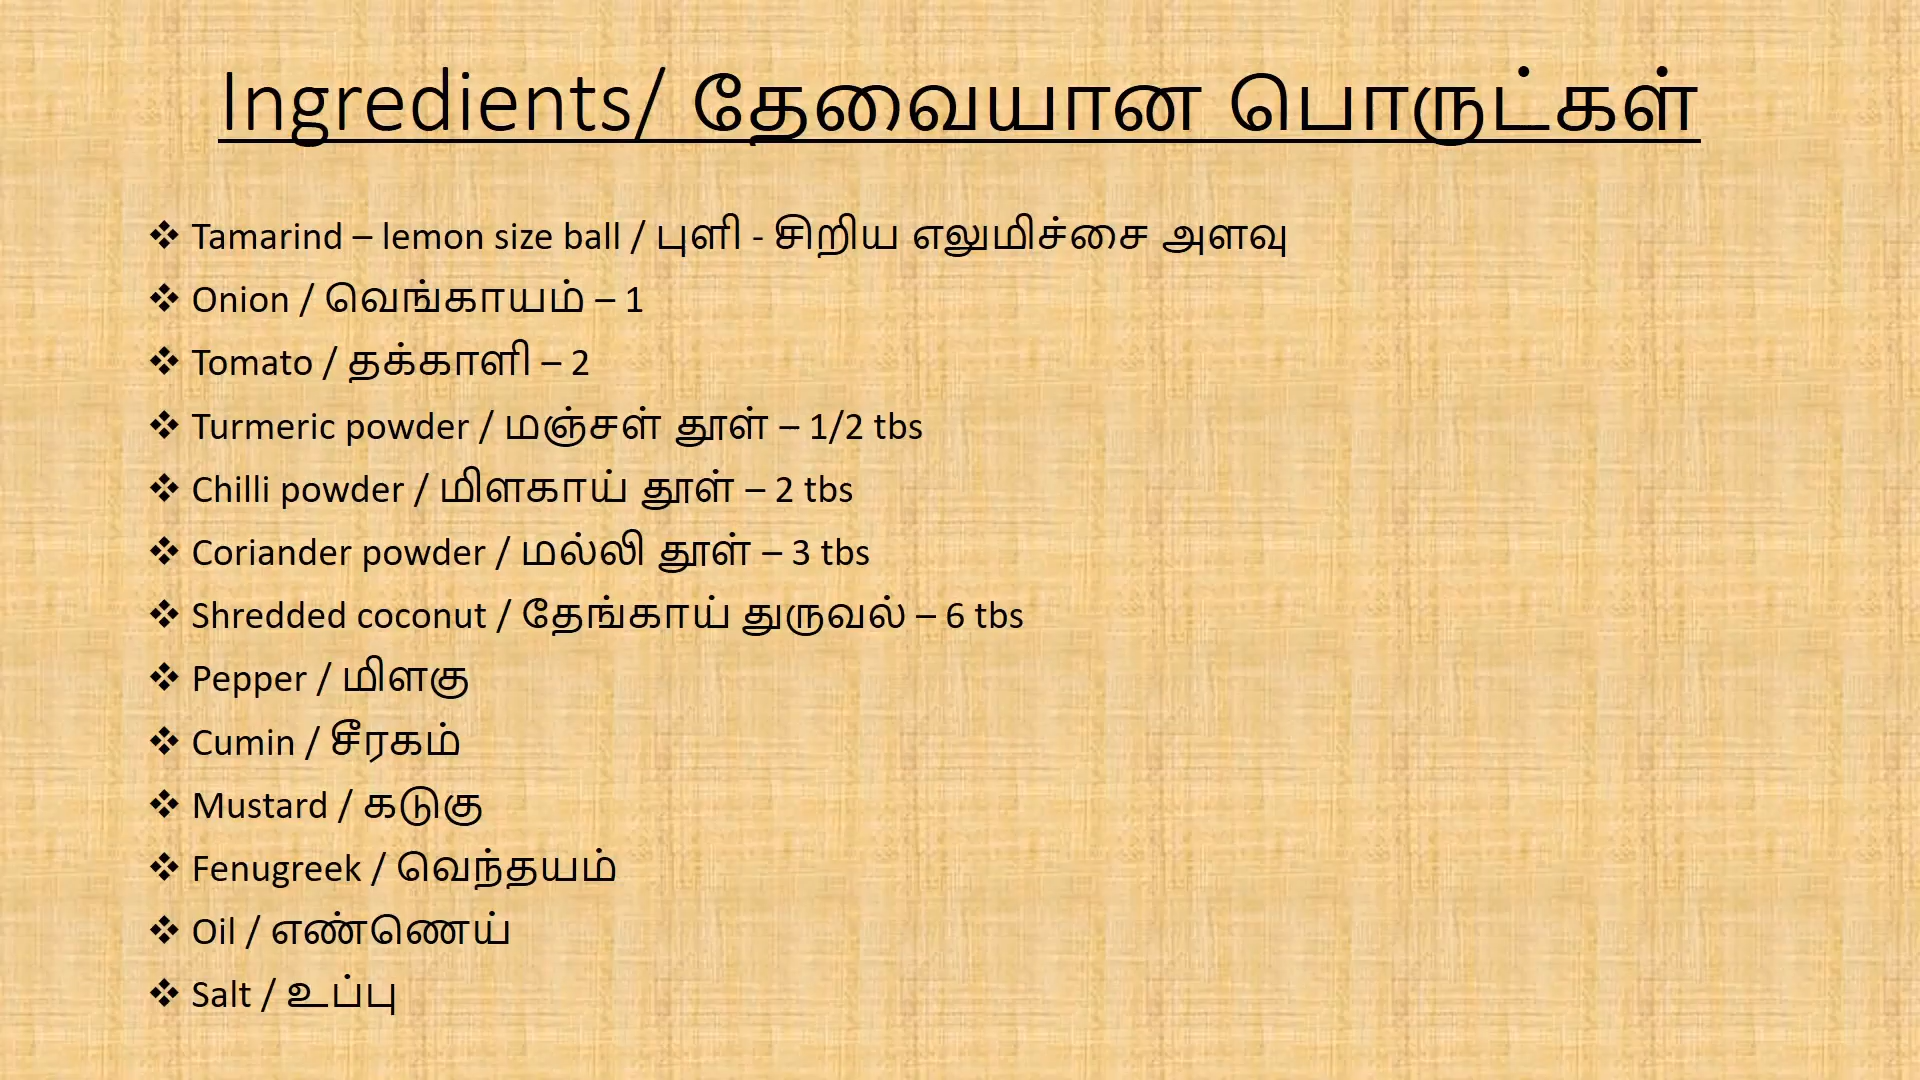 Ingredients/ தேவையான பொருட்கள்
❖ Tamarind – lemon size ball / புளி - சிறிய எலுமிச்சை அளவு
❖ Onion / வெங்காயம் – 1
❖ Tomato / தக்காளி – 2
❖ Turmeric powder / மஞ்சள் தூள் – 1/2 tbs
❖ Chilli powder / மிளகாய் தூள் – 2 tbs
❖ Coriander powder / மல்லி தூள் – 3 tbs
❖ Shredded coconut / தேங்காய் துருவல் – 6 tbs
❖ Pepper / மிளகு
❖ Cumin / சீரகம்
❖ Mustard / கடுகு
❖ Fenugreek / வெந்தயம்
❖ Oil / எண்ணெய்
❖ Salt / உப்பு